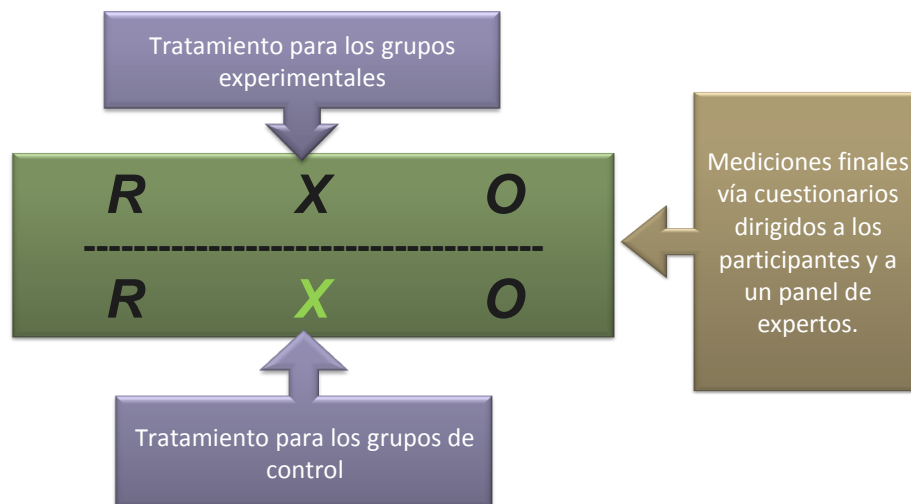 Tratamiento para los grupos
experimentales
R X O
-------------------------------------
R X O
Mediciones finales
vía cuestionarios
dirigidos a los
participantes y a
un panel de
expertos.
Tratamiento para los grupos de
control